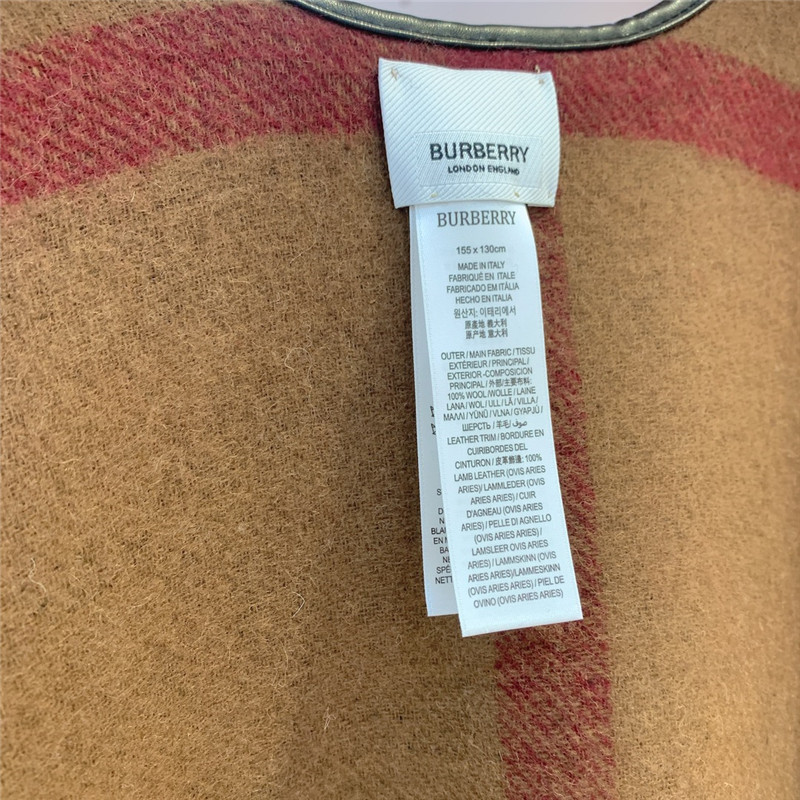 BURBERRY
LONDON ENGLAND
BURBERRY
155 x 130cm
MADE IN ITALY
FABRIQUÉ EN ITALE
FABRICADO EM ITÁLIA
HECHO EN ITALIA
원산지: 이태리에서
原產地 義大利
原产地 意大利
OUTER / MAIN FABRIC / TISSU
EXTÉRIEUR / PRINCIPAL /
EXTERIOR -COMPOSICIÓN
PRINCIPAL / 外部/主要布料:
100% WOOL/WOLLE / LAINE
LANA / WOL / ULL / LÃ / VILLA /
ΜΑΛΛΙ / YÜNÜ / VLNA / GYAPJÚ /
ШЕРСТЬ / 羊毛/ صوف
LEATHER TRIM / BORDURE EN
CUIRIBORDES DEL
CINTURON / 皮革飾邊: 100%
LAMB LEATHER (OVIS ARIES
ARIES)/ LAMMLEDER (OVIS
ARIES ARIES) / CUIR
D'AGNEAU (OVIS ARIES
ARIES) / PELLE DI AGNELLO
(OVIS ARIES ARIES) /
LAMSLEER OVIS ARIES
ARIES) / LAMMSKINN (OVIS
ARIES ARIES)/LAMMESKINN
(OVIS ARIES ARIES) / PIEL DE
OVINO (OVIS ARIES ARIES)